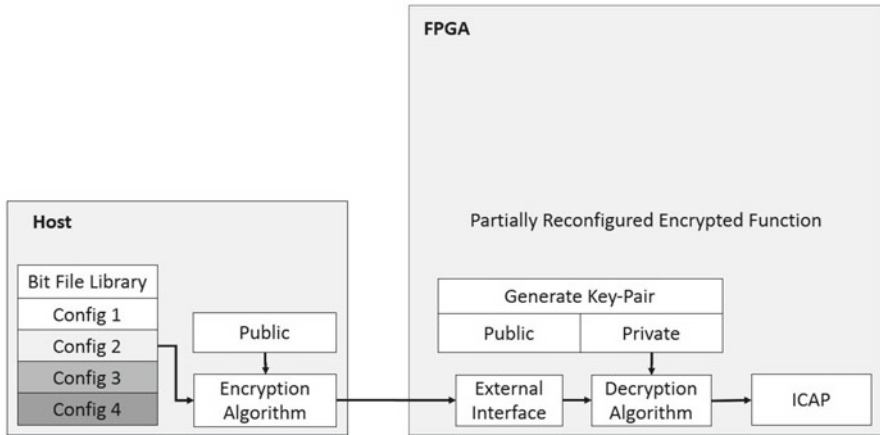 FPGA
Partially Reconfigured Encrypted Function
Host
Bit File Library
Config 1
Config 2
Config 3
Config 4
Public
Encryption
Algorithm
Generate Key-Pair
Public
Private
External
Interface
Decryption
Algorithm
ICAP